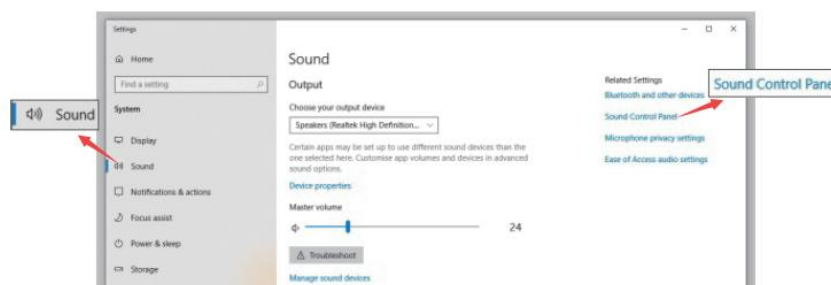 Settings
Home
Find a setting
System
Display
Sound
Notifications & actions
Focus assist
Power & sleep
Storage
Sound
Sound
Output
Choose your output device
Speakers (Realtek High Definition...
Certain apps may be set up to use different sound devices than the
one selected here. Customise app volumes and devices in advanced
sound options.
Device properties
Master volume
24
Troubleshoot
Manage sound devices
Related Settings
Bluetooth and other devices
Sound Control Panel
Microphone privacy settings
Ease of Access audio settings
Sound Control Pane